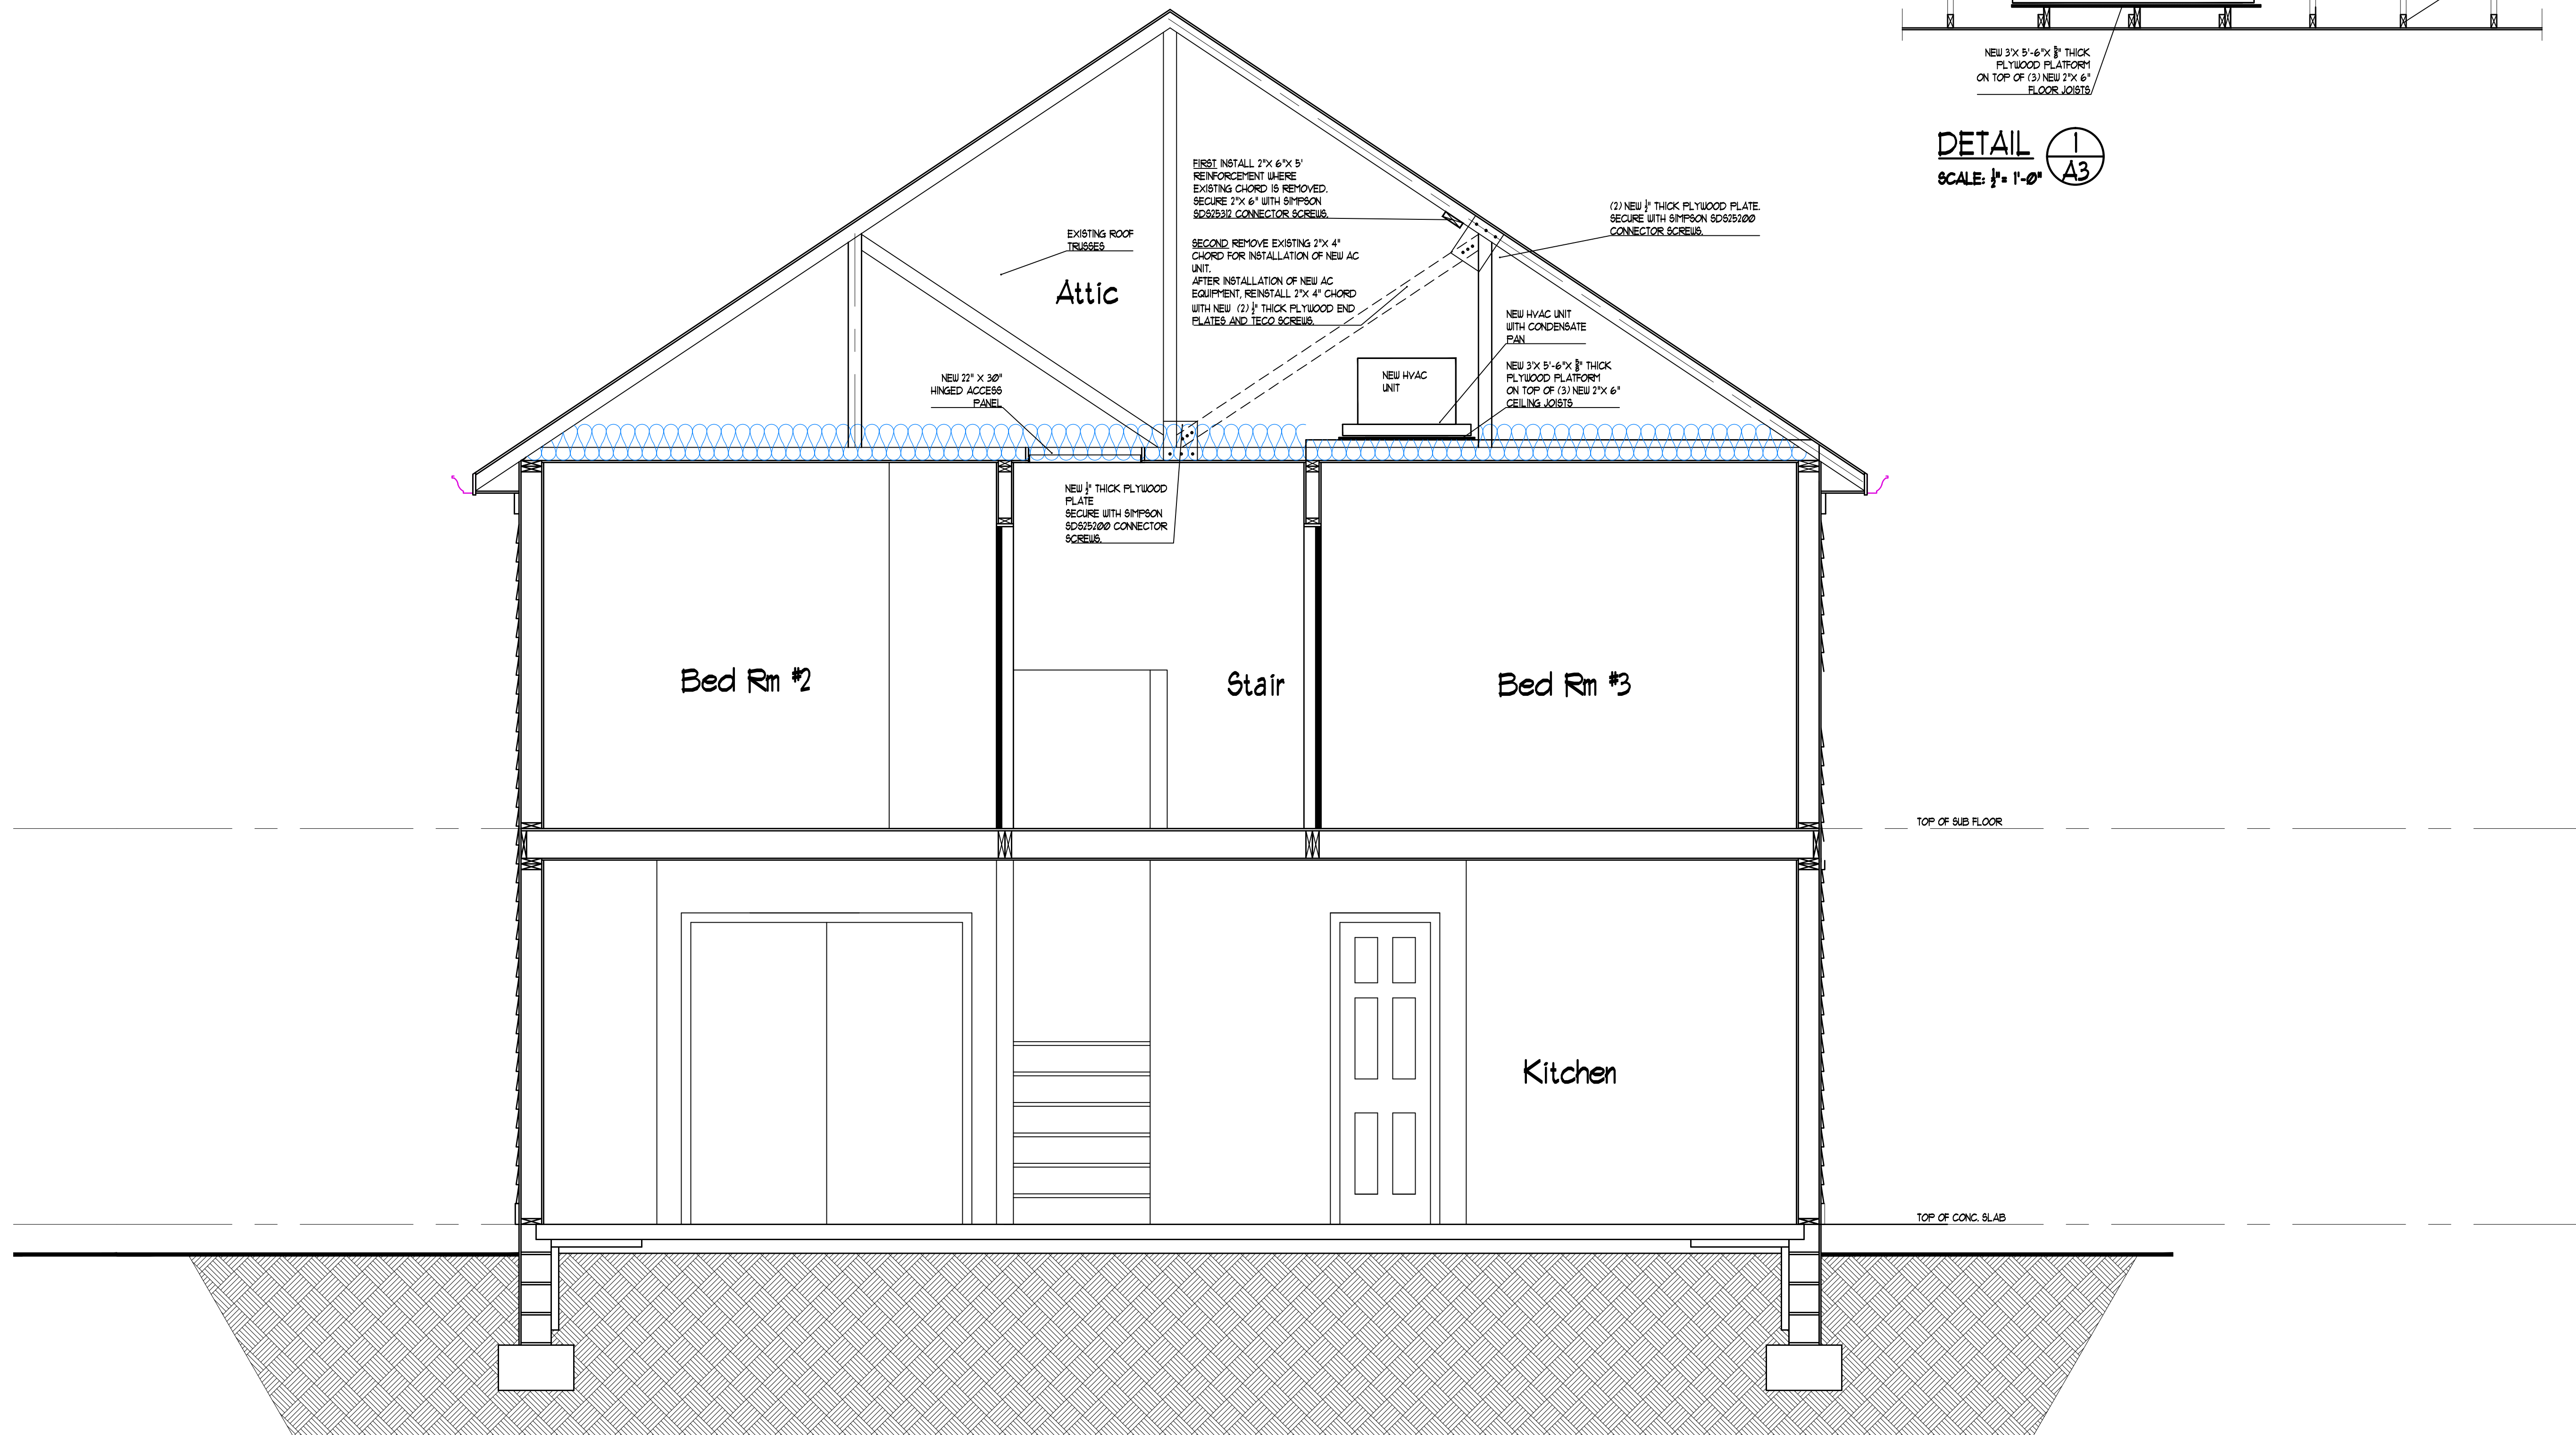 NEW 3'X 5'-6"X 5/8" THICK
PLYWOOD PLATFORM
ON TOP OF (3) NEW 2"X 6"
FLOOR JOISTS
DETAIL 1
A3
SCALE: 1/2"= 1'-0"
FIRST INSTALL 2"X 6"X 5'
REINFORCEMENT WHERE
EXISTING CHORD IS REMOVED.
SECURE 2"X 6" WITH SIMPSON
SDS25312 CONNECTOR SCREWS.
(2) NEW 1/2" THICK PLYWOOD PLATE.
SECURE WITH SIMPSON SDS25200
CONNECTOR SCREWS.
EXISTING ROOF
TRUSSES
SECOND REMOVE EXISTING 2"X 4"
CHORD FOR INSTALLATION OF NEW AC
UNIT.
AFTER INSTALLATION OF NEW AC
EQUIPMENT, REINSTALL 2"X 4" CHORD
WITH NEW (2) 1/2" THICK PLYWOOD END
PLATES AND TECO SCREWS.
Attic
NEW HVAC UNIT
WITH CONDENSATE
PAN
NEW 3'X 5'-6"X 5/8" THICK
PLYWOOD PLATFORM
ON TOP OF (3) NEW 2"X 6"
CEILING JOISTS
NEW HVAC
UNIT
NEW 22" X 30"
HINGED ACCESS
PANEL
NEW 1/2" THICK PLYWOOD
PLATE
SECURE WITH SIMPSON
SDS25200 CONNECTOR
SCREWS.
Bed Rm #2
Stair
Bed Rm #3
TOP OF SUB FLOOR
Kitchen
TOP OF CONC. SLAB